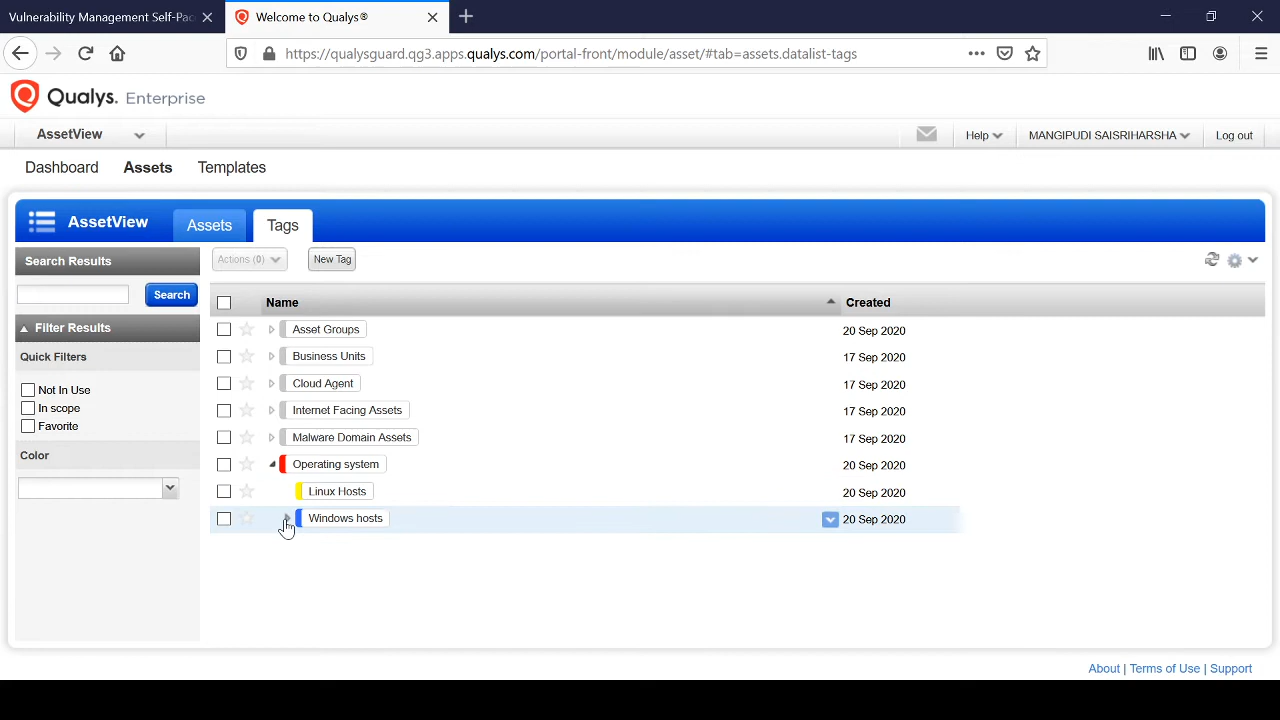 Vulnerability Management Self-Pac
Welcome to Qualys®
https://qualysguard.qg3.apps.qualys.com/portal-front/module/asset/#tab=assets.datalist-tags
Qualys. Enterprise
AssetView
Help
MANGIPUDI SAISRIHARSHA
Log out
Dashboard
Assets
Templates
AssetView
Assets
Tags
Search Results
Search
Filter Results
Quick Filters
Not In Use
In scope
Favorite
Color
Actions (0)
New Tag
Name
Created
Asset Groups
20 Sep 2020
Business Units
17 Sep 2020
Cloud Agent
17 Sep 2020
Internet Facing Assets
17 Sep 2020
Malware Domain Assets
17 Sep 2020
Operating system
20 Sep 2020
Linux Hosts
20 Sep 2020
Windows hosts
20 Sep 2020
About | Terms of Use | Support